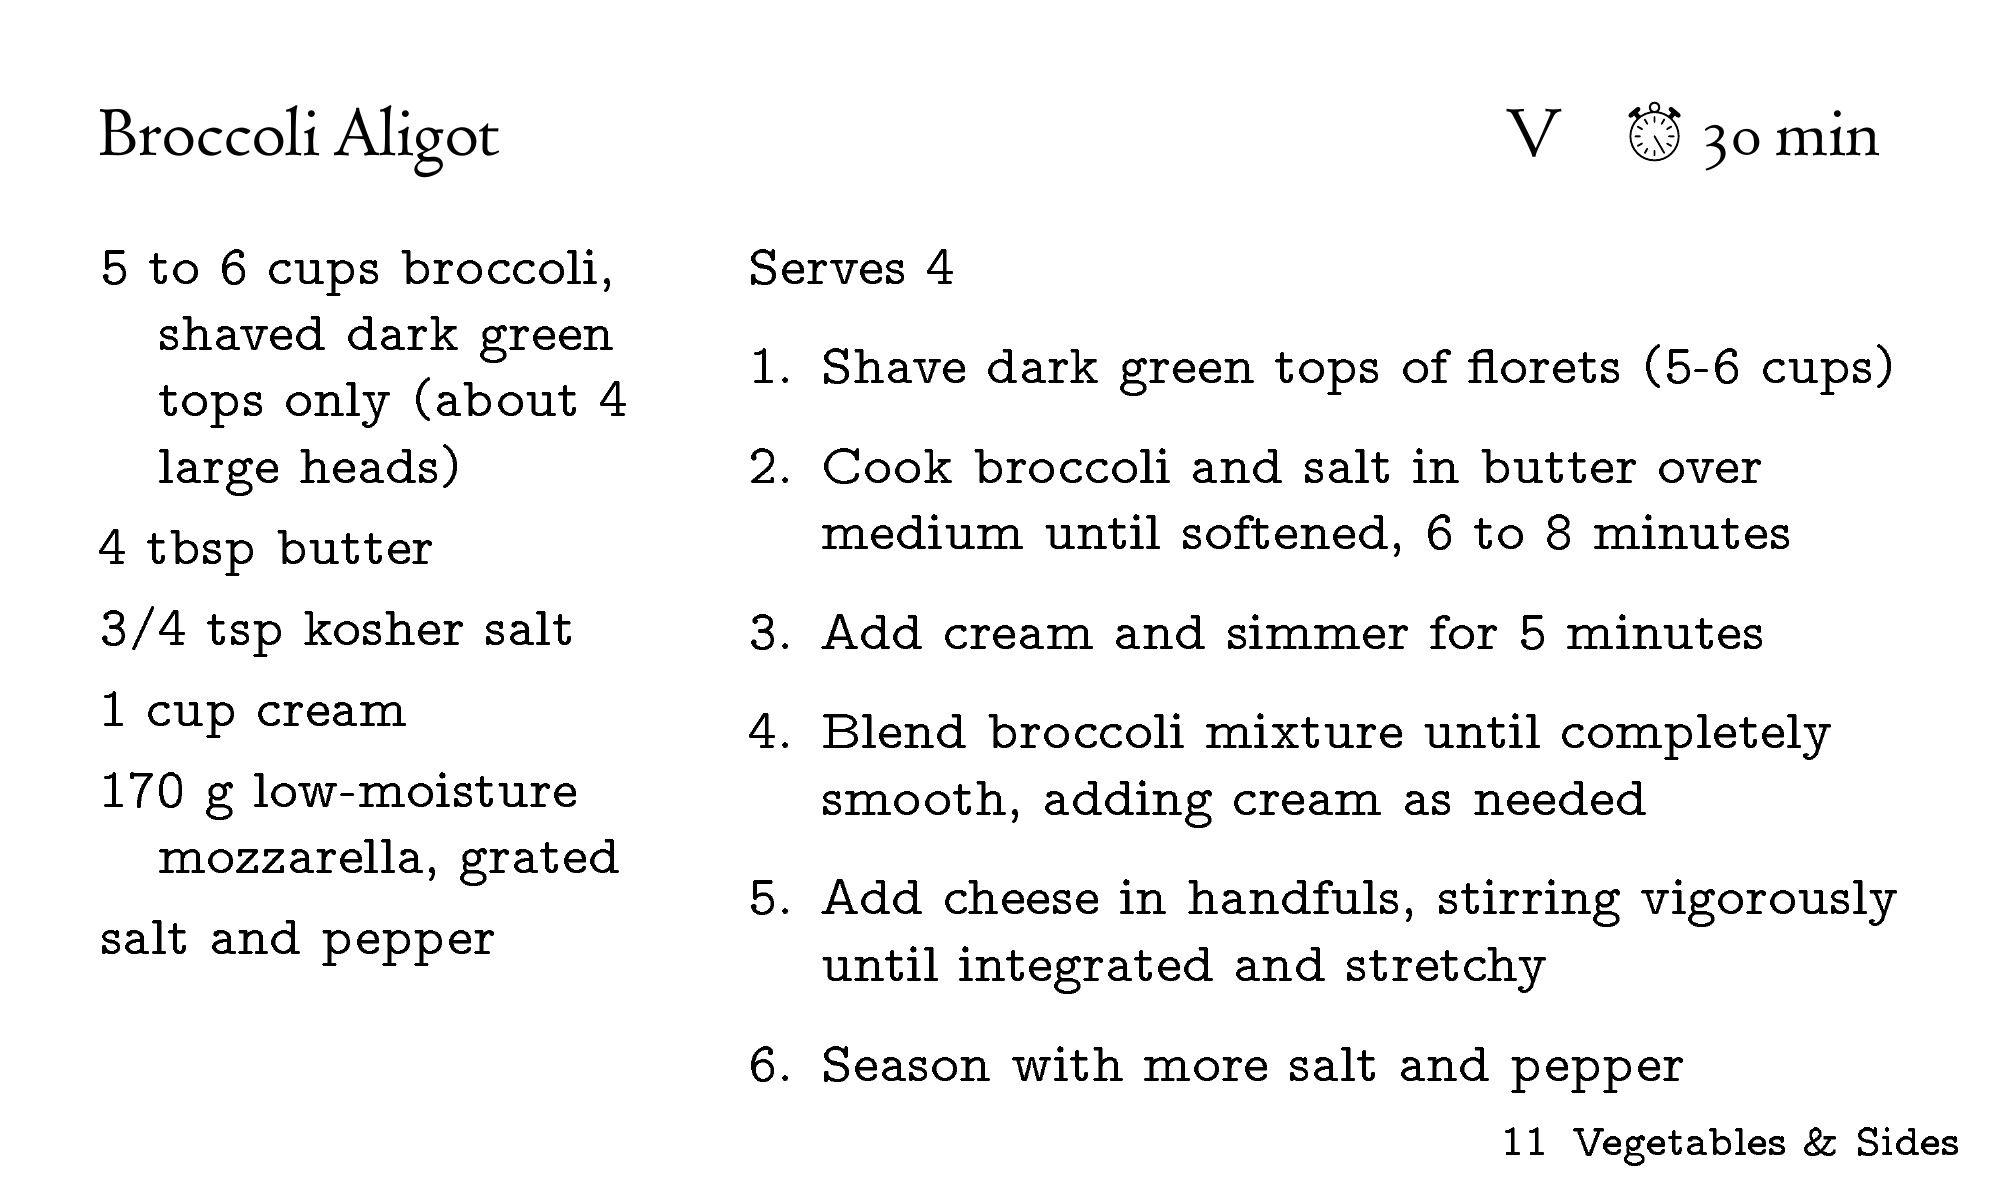 Broccoli Aligot
V 30 min
5 to 6 cups broccoli,
shaved dark green
tops only (about 4
large heads)
4 tbsp butter
3/4 tsp kosher salt
1 cup cream
170 g low-moisture
mozzarella, grated
salt and pepper
Serves 4
1. Shave dark green tops of florets (5-6 cups)
2. Cook broccoli and salt in butter over
medium until softened, 6 to 8 minutes
3. Add cream and simmer for 5 minutes
4. Blend broccoli mixture until completely
smooth, adding cream as needed
5. Add cheese in handfuls, stirring vigorously
until integrated and stretchy
6. Season with more salt and pepper
11 Vegetables & Sides